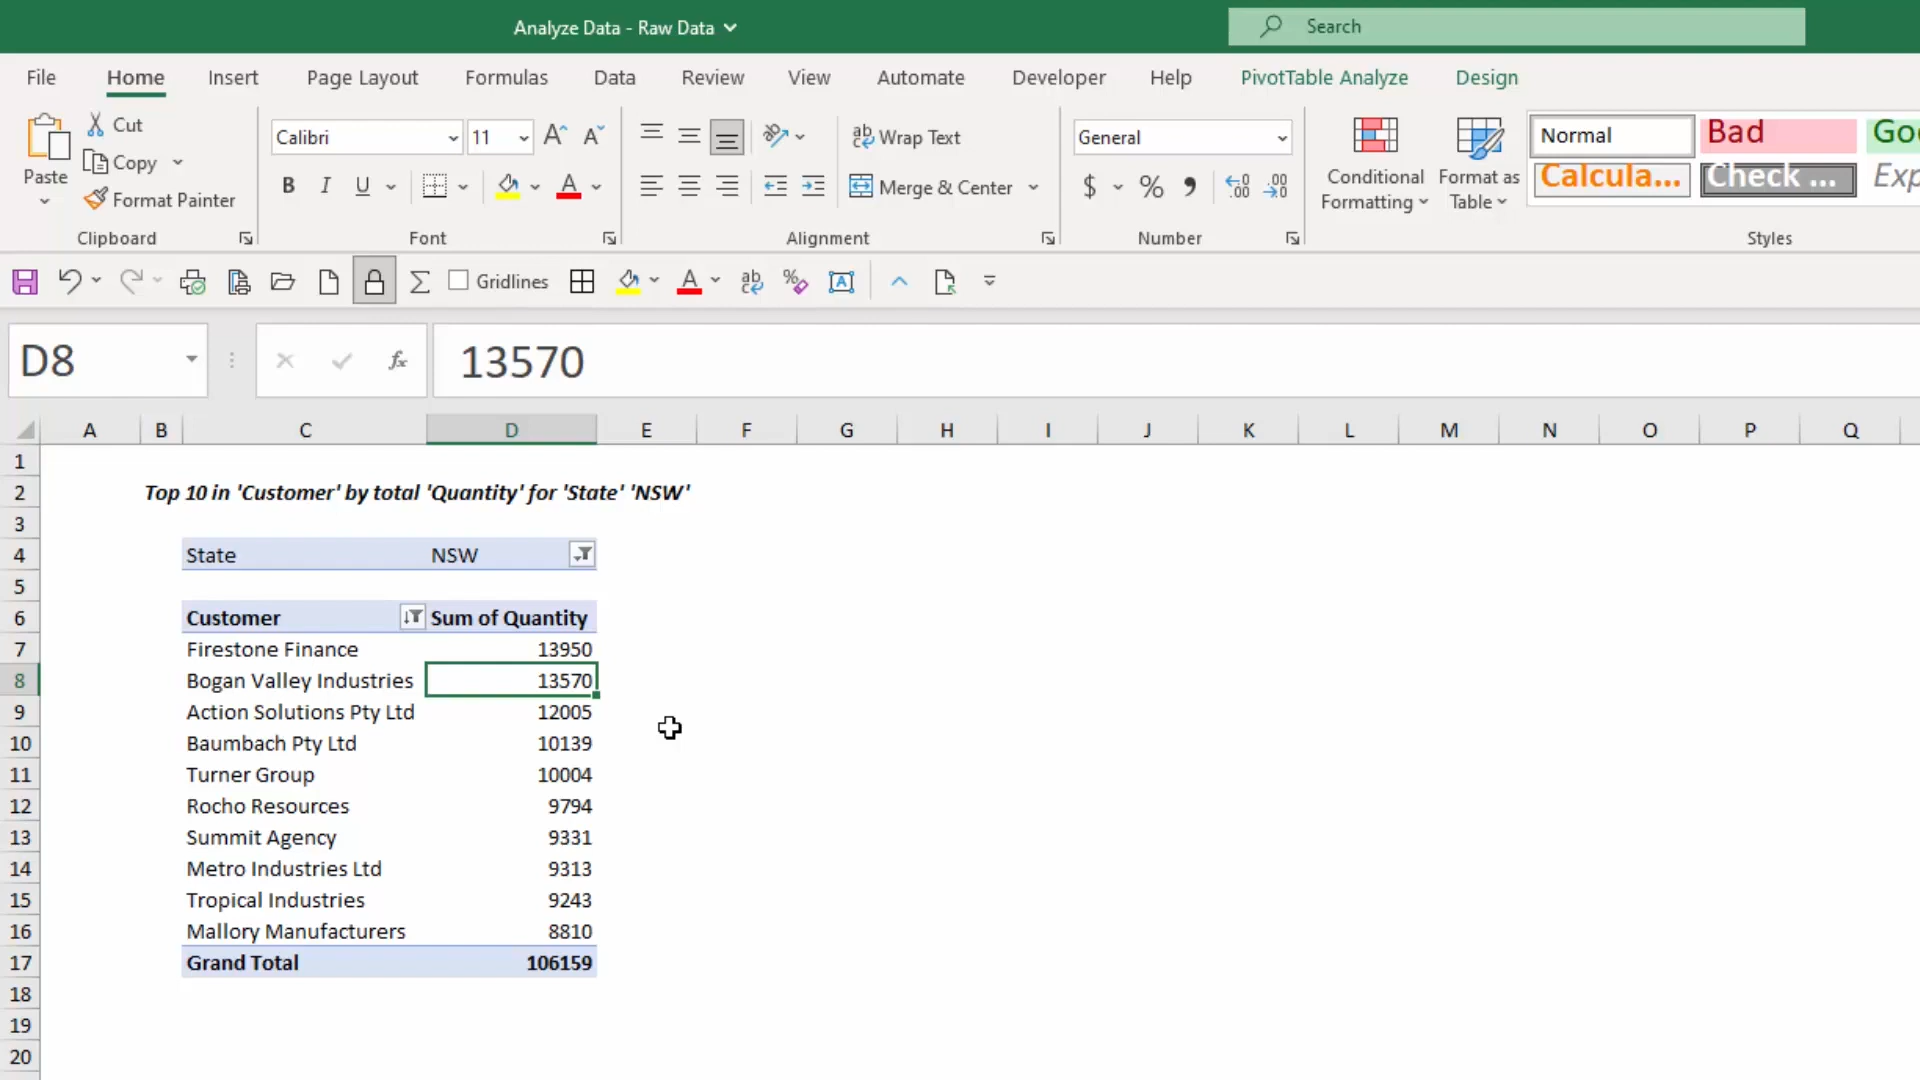 Analyze Data - Raw Data
Search
File Home Insert Page Layout Formulas Data Review View Automate Developer Help PivotTable Analyze Design
Paste
Cut
Copy
Format Painter
Clipboard
Calibri 11
B I U
Font
Wrap Text
Merge & Center
Alignment
General
$ %
Number
Conditional Formatting
Format as Table
Normal Bad
Calcula... Check ...
Styles
Gridlines
D8 fx 13570
A B C D E F G H I J K L M N O P Q
1
2 Top 10 in 'Customer' by total 'Quantity' for 'State' 'NSW'
3
4 State NSW
5
6 Customer Sum of Quantity
7 Firestone Finance 13950
8 Bogan Valley Industries 13570
9 Action Solutions Pty Ltd 12005
10 Baumbach Pty Ltd 10139
11 Turner Group 10004
12 Rocho Resources 9794
13 Summit Agency 9331
14 Metro Industries Ltd 9313
15 Tropical Industries 9243
16 Mallory Manufacturers 8810
17 Grand Total 106159
18
19
20